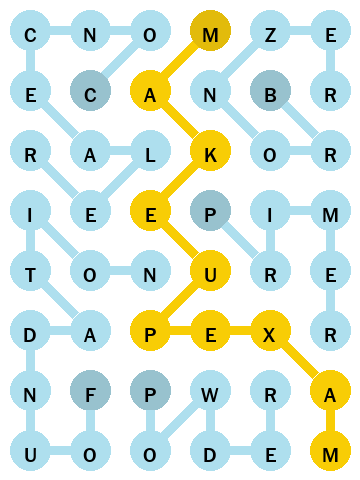 C N O M Z E
E C A N B R
R A L K O R
I E E P I M
T O N U R E
D A P E X R
N F P W R A
U O O D E M